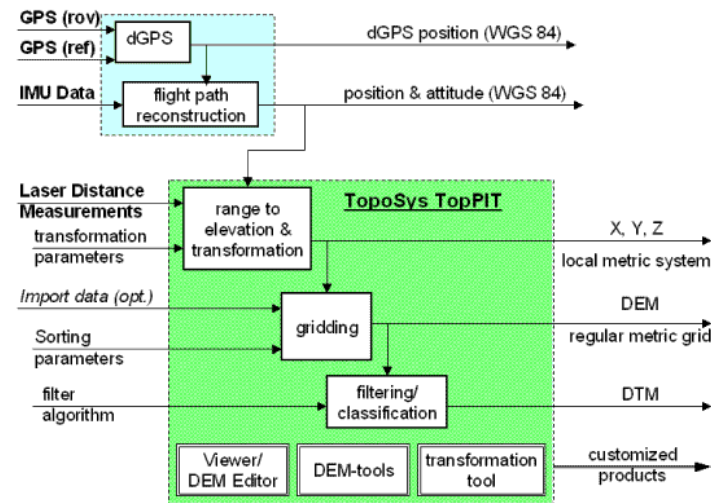 GPS (rov)
dGPS
dGPS position (WGS 84)
GPS (ref)
IMU Data
flight path
reconstruction
position & attitude (WGS 84)
Laser Distance
Measurements
TopoSys TopPIT
range to
elevation &
transformation
transformation
parameters
X, Y, Z
local metric system
Import data (opt.)
gridding
DEM
regular metric grid
Sorting
parameters
filter
algorithm
filtering/
classification
DTM
Viewer/
DEM Editor
DEM-tools
transformation
tool
customized
products